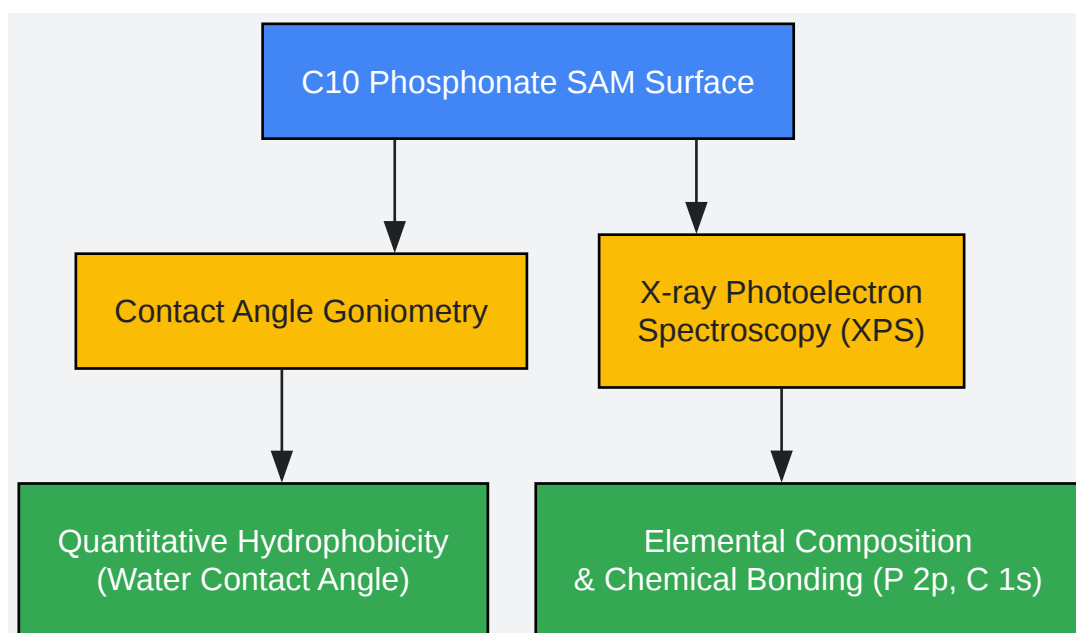 C10 Phosphonate SAM Surface
Contact Angle Goniometry
X-ray Photoelectron
Spectroscopy (XPS)
Quantitative Hydrophobicity
(Water Contact Angle)
Elemental Composition
& Chemical Bonding (P 2p, C 1s)